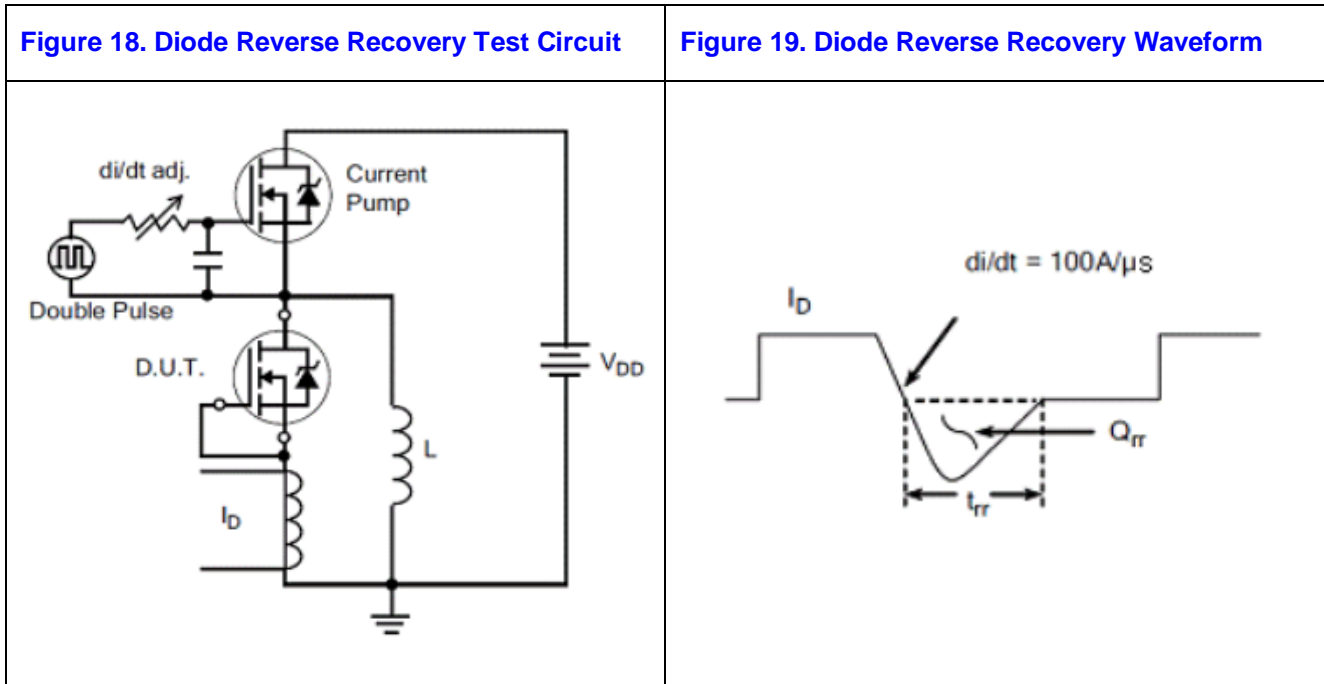 Figure 18. Diode Reverse Recovery Test Circuit
Figure 19. Diode Reverse Recovery Waveform
di/dt adj.
Current
Pump
Double Pulse
D.U.T.
VDD
L
ID
di/dt = 100A/μs
ID
Qrr
trr